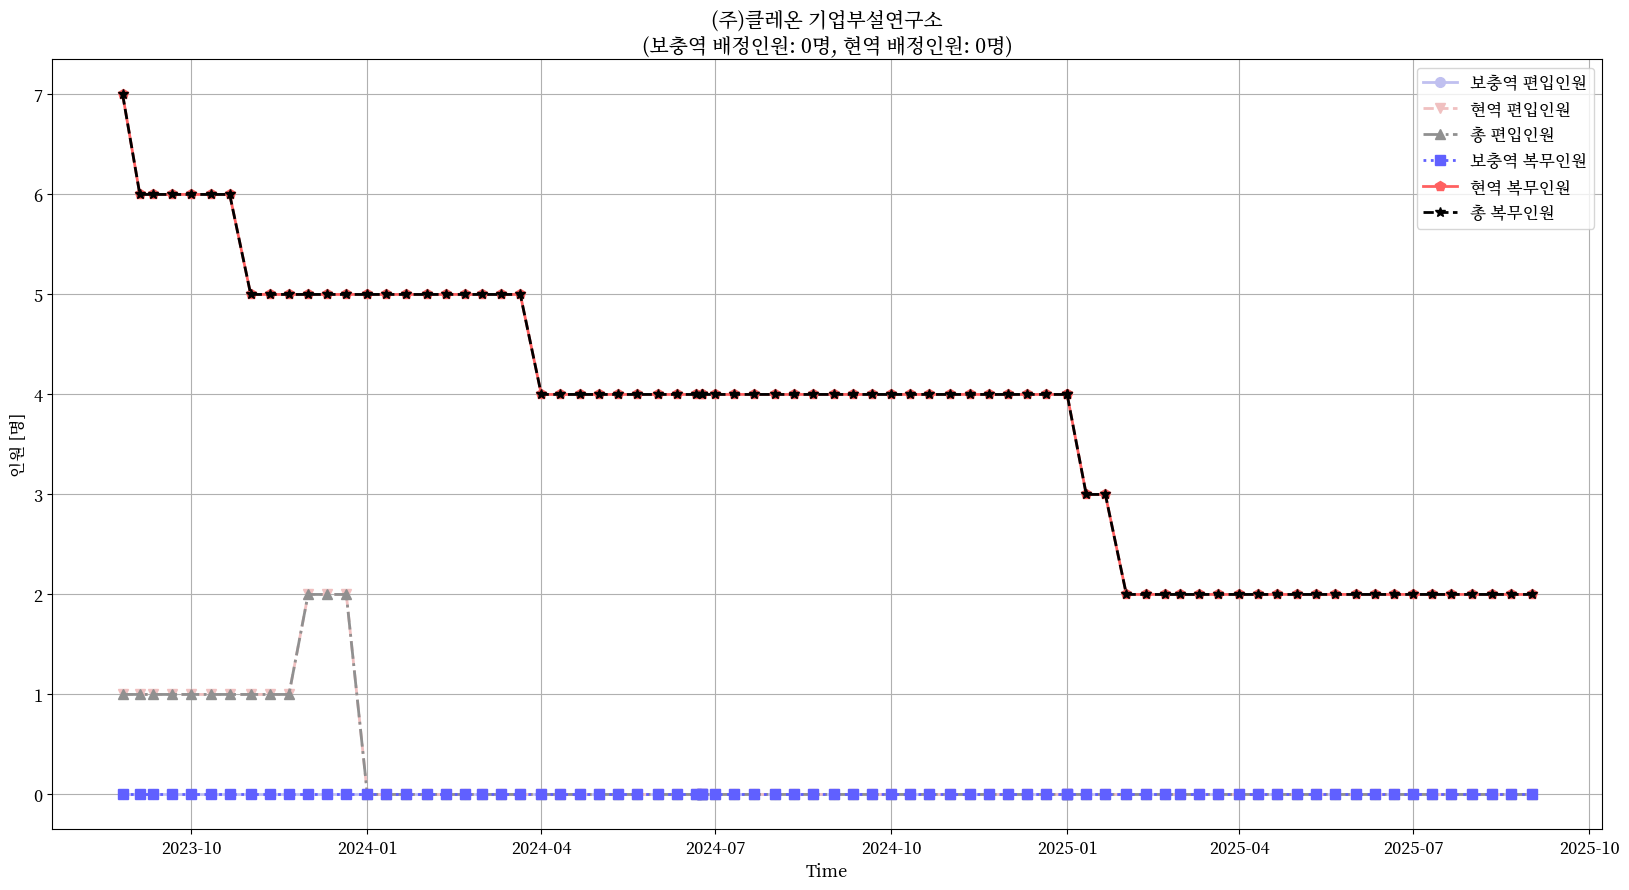 (주)클레온 기업부설연구소
(보충역 배정인원: 0명, 현역 배정인원: 0명)
보충역 편입인원
현역 편입인원
총 편입인원
보충역 복무인원
현역 복무인원
총 복무인원
인원 [명]
7
6
5
4
3
2
1
0
2023-10
2024-01
2024-04
2024-07
2024-10
2025-01
2025-04
2025-07
2025-10
Time